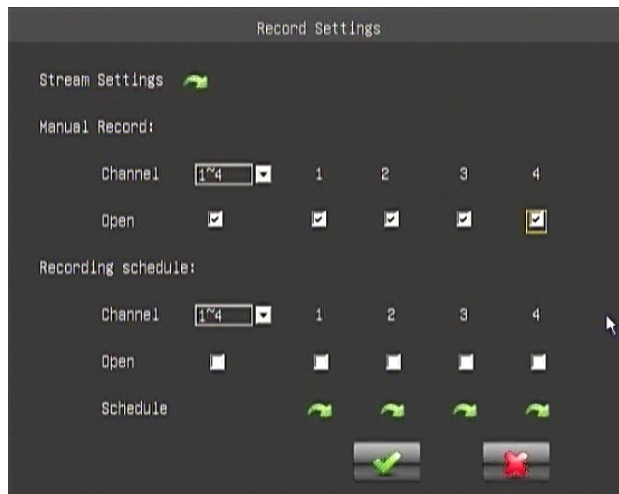 Record Settings
Stream Settings
Manual Record:
Channel 1~4 1 2 3 4
Open
Recording schedule:
Channel 1~4 1 2 3 4
Open
Schedule